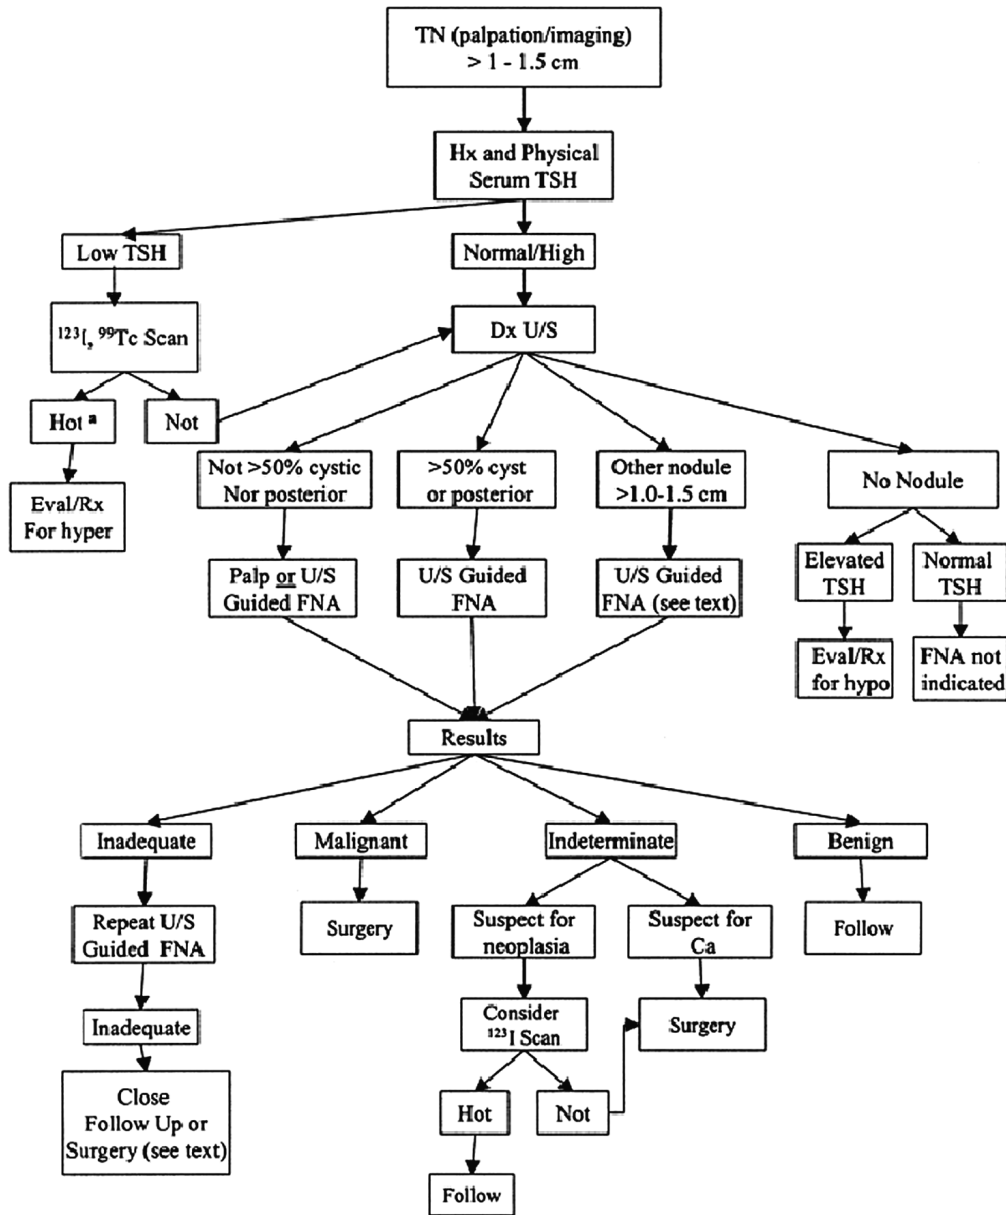 TN (palpation/imaging)
> 1 - 1.5 cm
Hx and Physical
Serum TSH
Low TSH
Normal/High
¹²³I, ⁹⁹Tc Scan
Dx U/S
Hot ª
Not
Eval/Rx
For hyper
Not >50% cystic
Nor posterior
>50% cyst
or posterior
Other nodule
>1.0-1.5 cm
No Nodule
Palp or U/S
Guided FNA
U/S Guided
FNA
U/S Guided
FNA (see text)
Elevated
TSH
Normal
TSH
Eval/Rx
for hypo
FNA not
indicated
Results
Inadequate
Malignant
Indeterminate
Benign
Repeat U/S
Guided FNA
Surgery
Suspect for
neoplasia
Suspect for
Ca
Follow
Inadequate
Consider
¹²³I Scan
Surgery
Close
Follow Up or
Surgery (see text)
Hot
Not
Follow